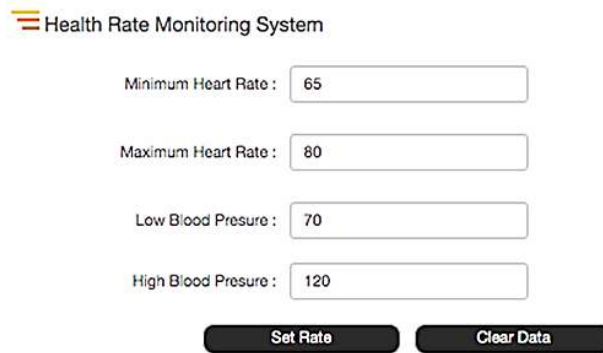 Health Rate Monitoring System
Minimum Heart Rate : 65
Maximum Heart Rate : 80
Low Blood Presure : 70
High Blood Presure : 120
Set Rate Clear Data